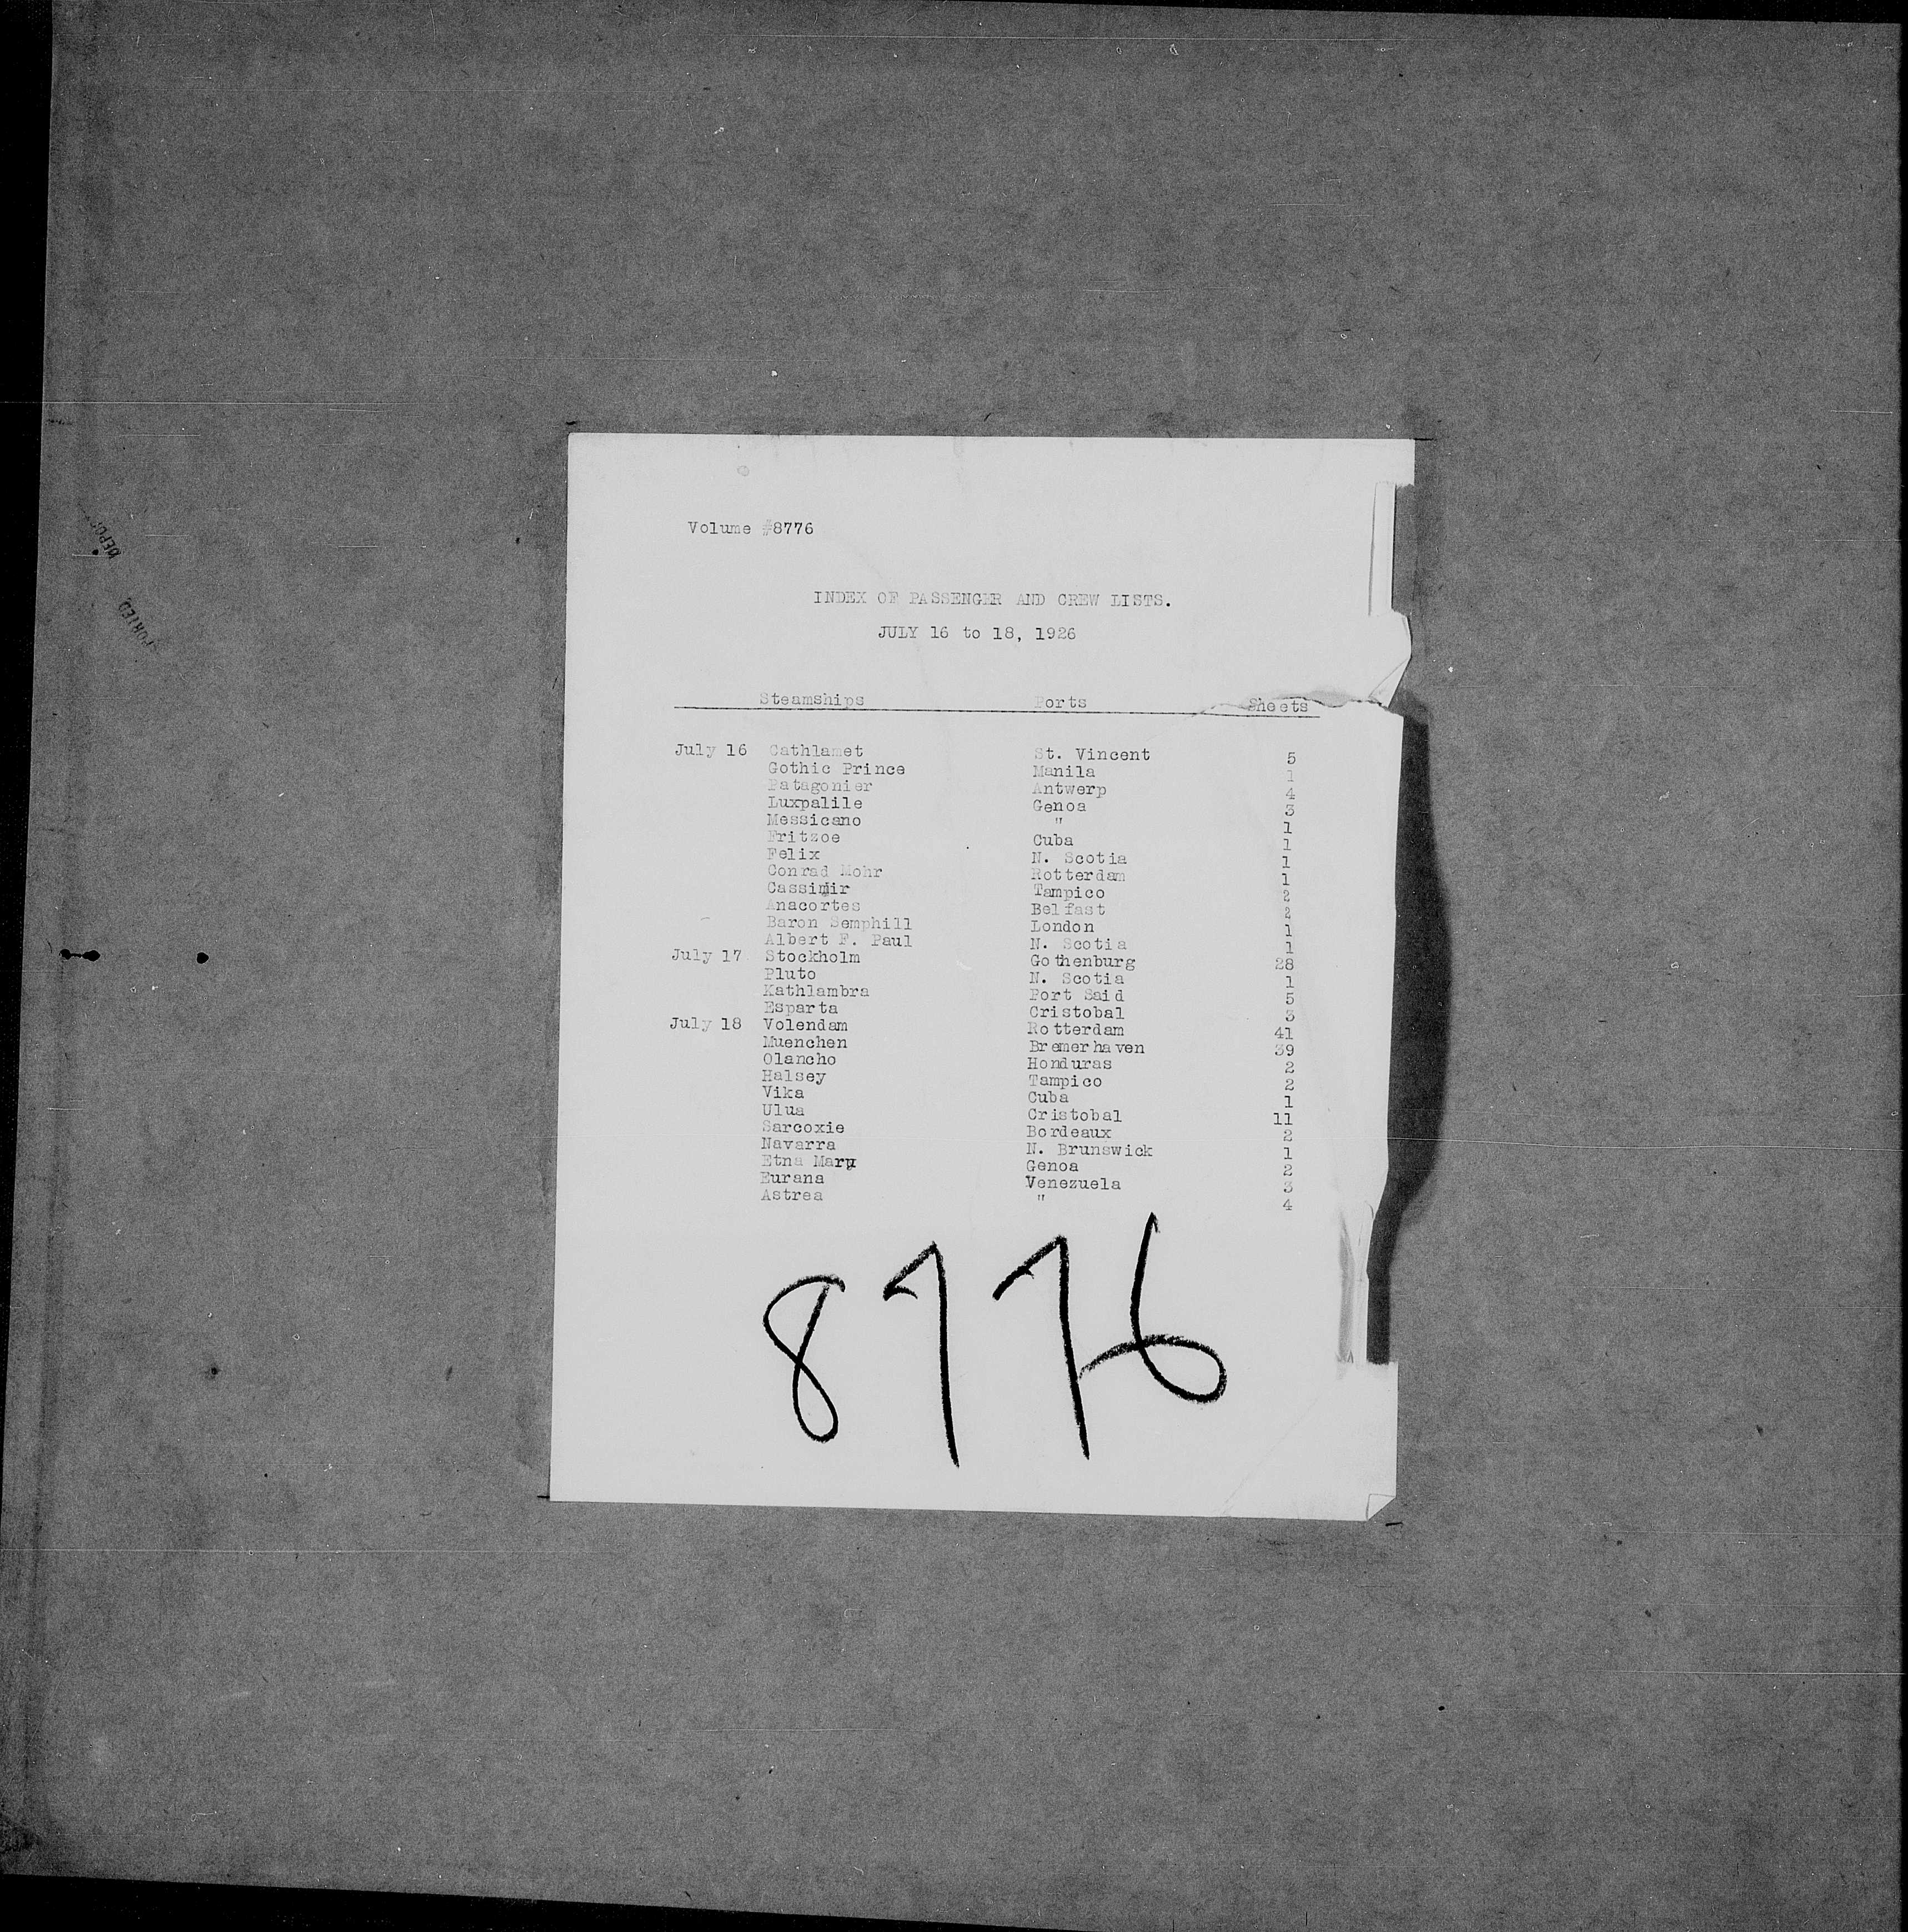 Volume #8776
INDEX OF PASSENGER AND CREW LISTS.
JULY 16 to 18, 1926
Steamships Ports Sheets
July 16 Cathlamet St. Vincent 5
Gothic Prince Manila 1
Patagonier Antwerp 4
Luxpalile Genoa 3
Messicano " 1
Fritzoe Cuba 1
Felix N. Scotia 1
Conrad Mohr Rotterdam 1
Cassimir Tampico 2
Anacortes Belfast 2
Baron Semphill London 1
Albert F. Paul N. Scotia 1
July 17 Stockholm Gothenburg 28
Pluto N. Scotia 1
Kathlambra Port Said 5
Esparta Cristobal 3
July 18 Volendam Rotterdam 41
Muenchen Bremerhaven 39
Olancho Honduras 2
Halsey Tampico 2
Vika Cuba 1
Ulua Cristobal 11
Sarcoxie Bordeaux 2
Navarra N. Brunswick 1
Etna Maru Genoa 2
Eurana Venezuela 3
Astrea " 4
8776